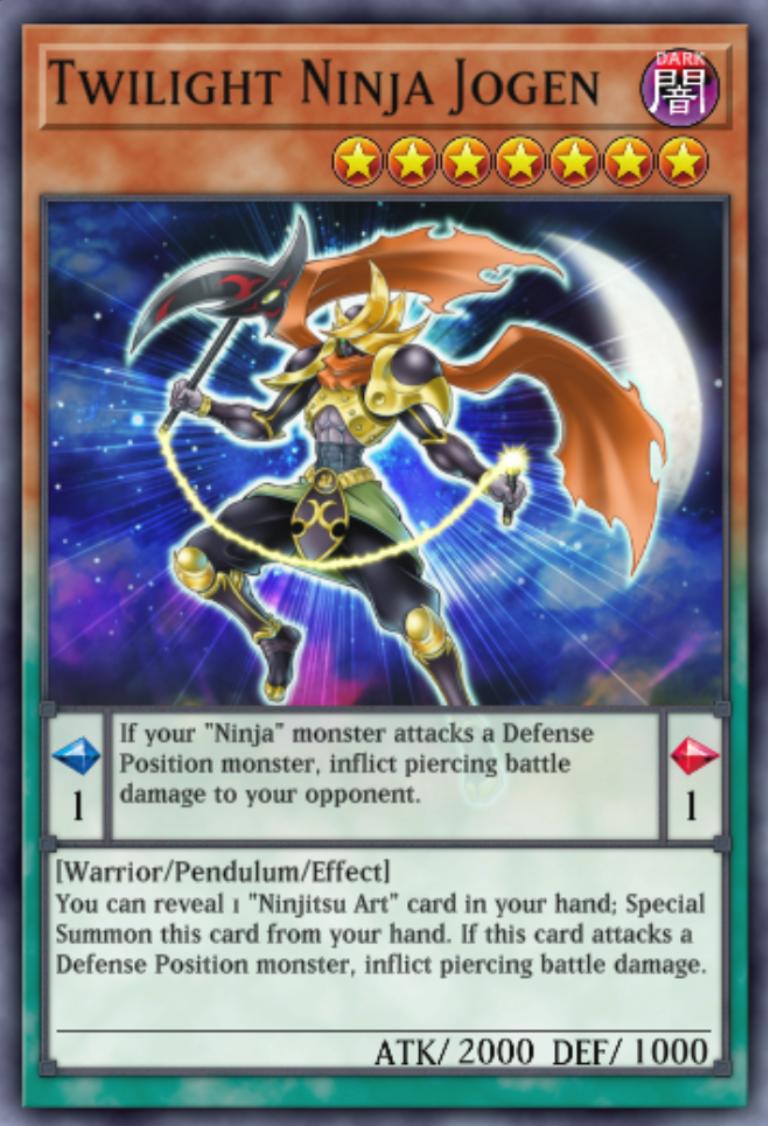 Twilight Ninja Jogen
DARK
闇
If your "Ninja" monster attacks a Defense
Position monster, inflict piercing battle
damage to your opponent.
1
1
[Warrior/Pendulum/Effect]
You can reveal 1 "Ninjitsu Art" card in your hand; Special
Summon this card from your hand. If this card attacks a
Defense Position monster, inflict piercing battle damage.
ATK/ 2000 DEF/ 1000